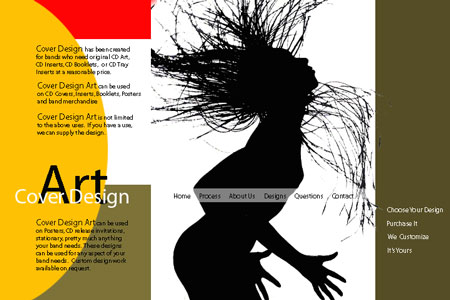 Cover Design has been created
for bands who need original CD Art,
CD Inserts, CD Booklets, or CD Tray
Inserts at a reasonable price.
Cover Design Art can be used
on CD Covers, Inserts, Booklets, Posters
and band merchandise
Cover Design Art is not limited
to the above uses. If you have a use,
we can supply the design.
Art
Cover Design
Home Process About Us Designs Questions Contact
Cover Design Art can be used
on Posters, CD release invitations,
stationary, pretty much anything
your band needs. These designs
can be used for any aspect of your
band needs. Custom design work
available on request.
Choose Your Design
Purchase It
We Customize
It's Yours